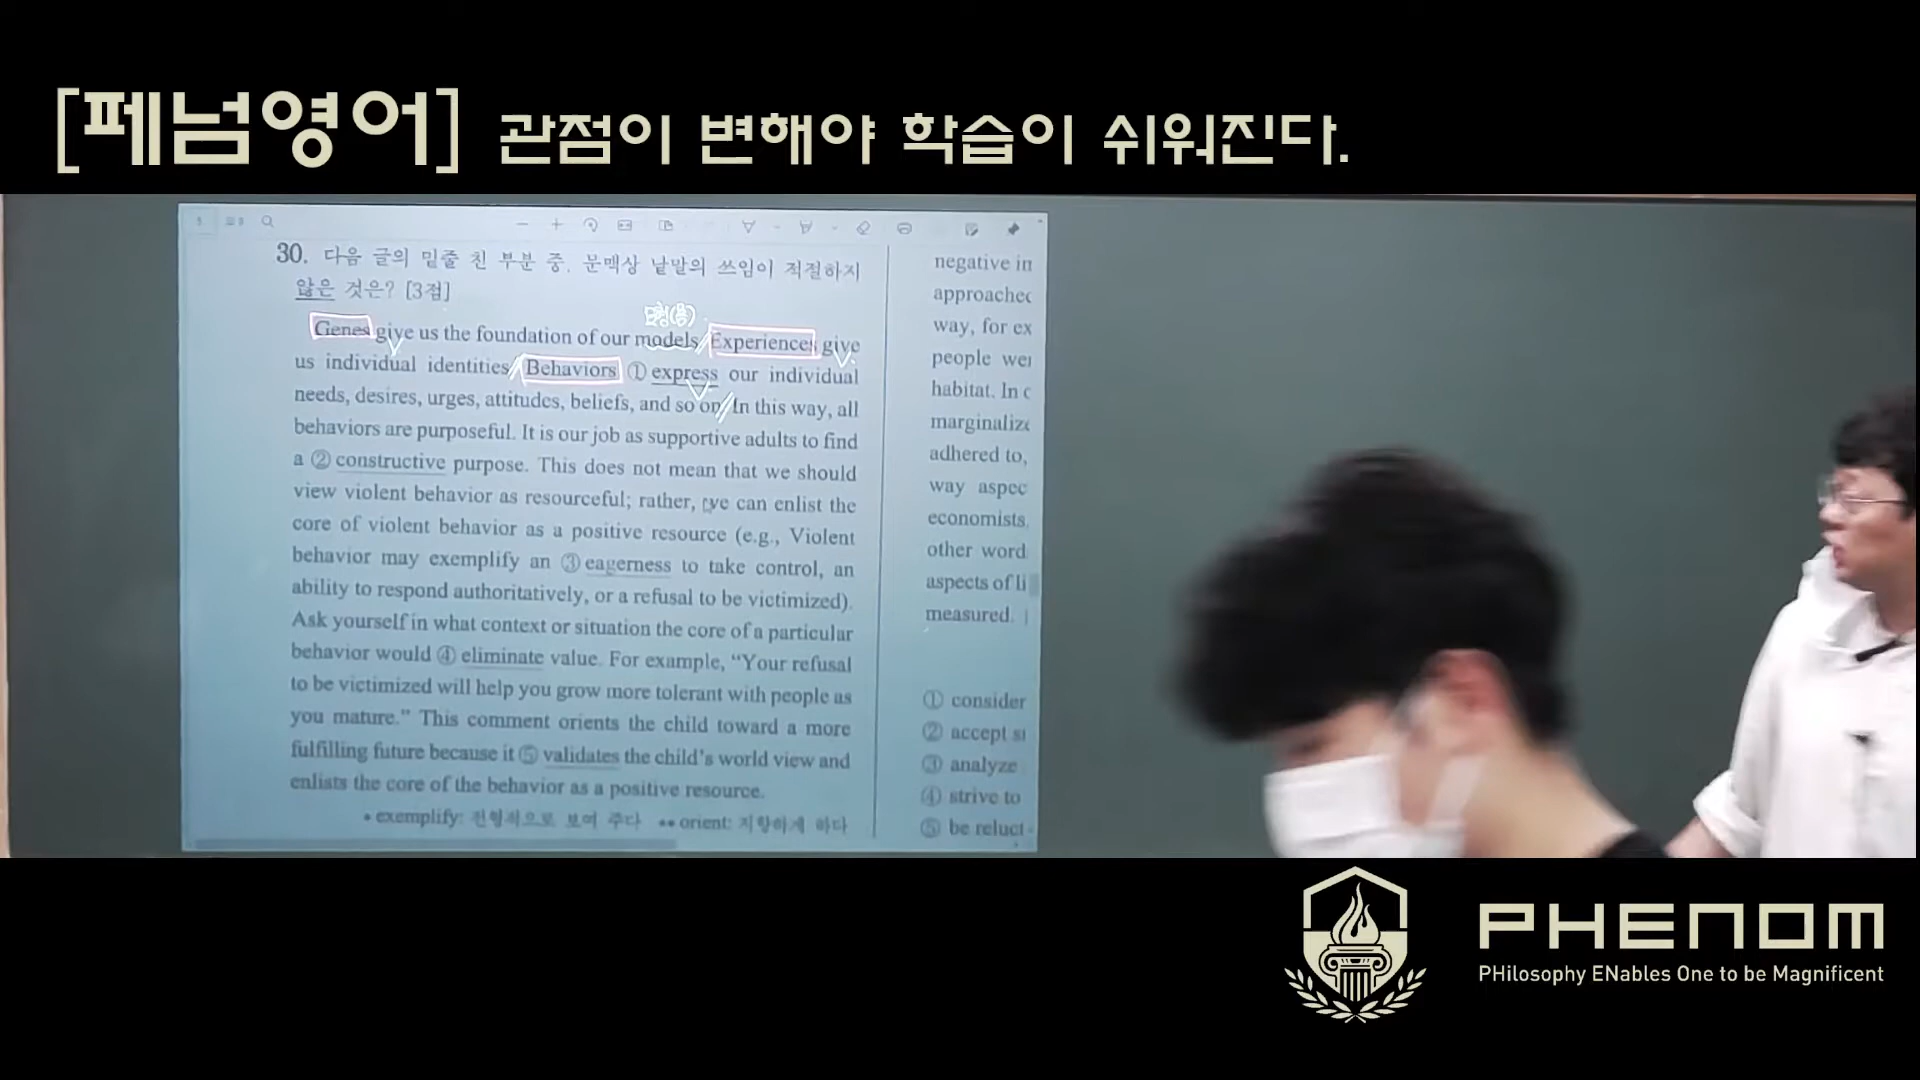 [페넘영어] 관점이 변해야 학습이 쉬워진다.
30. 다음 글의 밑줄 친 부분 중, 문맥상 낱말의 쓰임이 적절하지
않은 것은? [3점]
Genes give us the foundation of our models. Experiences give
us individual identities. Behaviors ① express our individual
needs, desires, urges, attitudes, beliefs, and so on. In this way, all
behaviors are purposeful. It is our job as supportive adults to find
a ② constructive purpose. This does not mean that we should
view violent behavior as resourceful; rather, we can enlist the
core of violent behavior as a positive resource (e.g., Violent
behavior may exemplify an ③ eagerness to take control, an
ability to respond authoritatively, or a refusal to be victimized).
Ask yourself in what context or situation the core of a particular
behavior would ④ eliminate value. For example, “Your refusal
to be victimized will help you grow more tolerant with people as
you mature.” This comment orients the child toward a more
fulfilling future because it ⑤ validates the child’s world view and
enlists the core of the behavior as a positive resource.
* exemplify: 전형적으로 보여 주다 ** orient: 지향하게 하다
negative in
approached
way, for ex
people wer
habitat. In c
marginalize
adhered to,
way aspec
economists,
other word
aspects of li
measured.
① consider
② accept si
③ analyze
④ strive to
⑤ be reluct
PHENOM
PHilosophy ENables One to be Magnificent